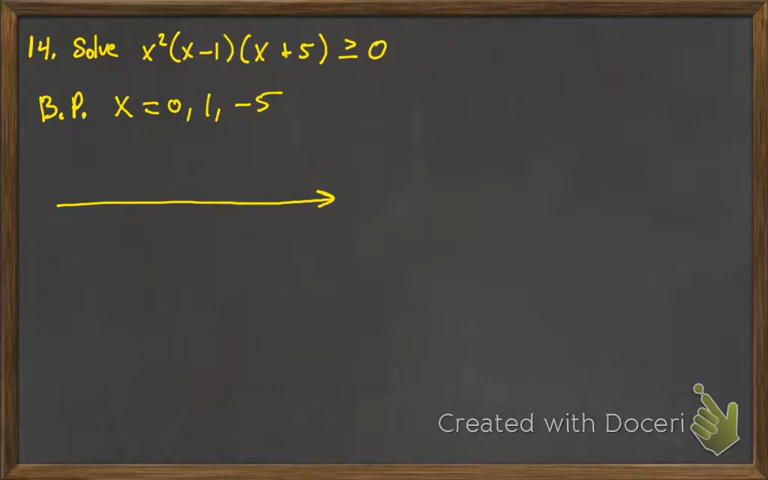 14. Solve x²(x-1)(x+5) ≥ 0
B.P. x = 0, 1, -5
Created with Doceri